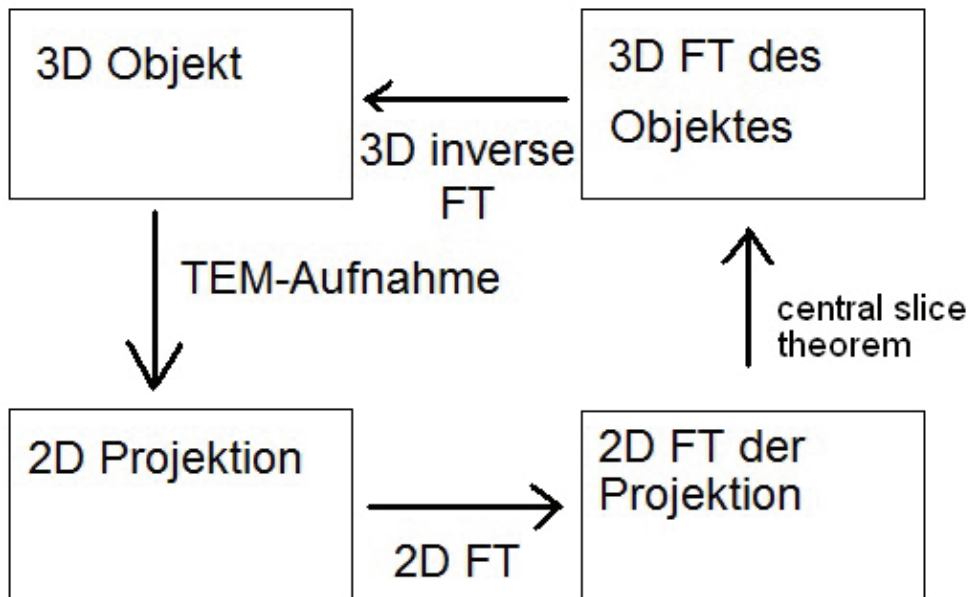 3D Objekt
3D FT des
Objektes
3D inverse
FT
TEM-Aufnahme
central slice
theorem
2D Projektion
2D FT der
Projektion
2D FT